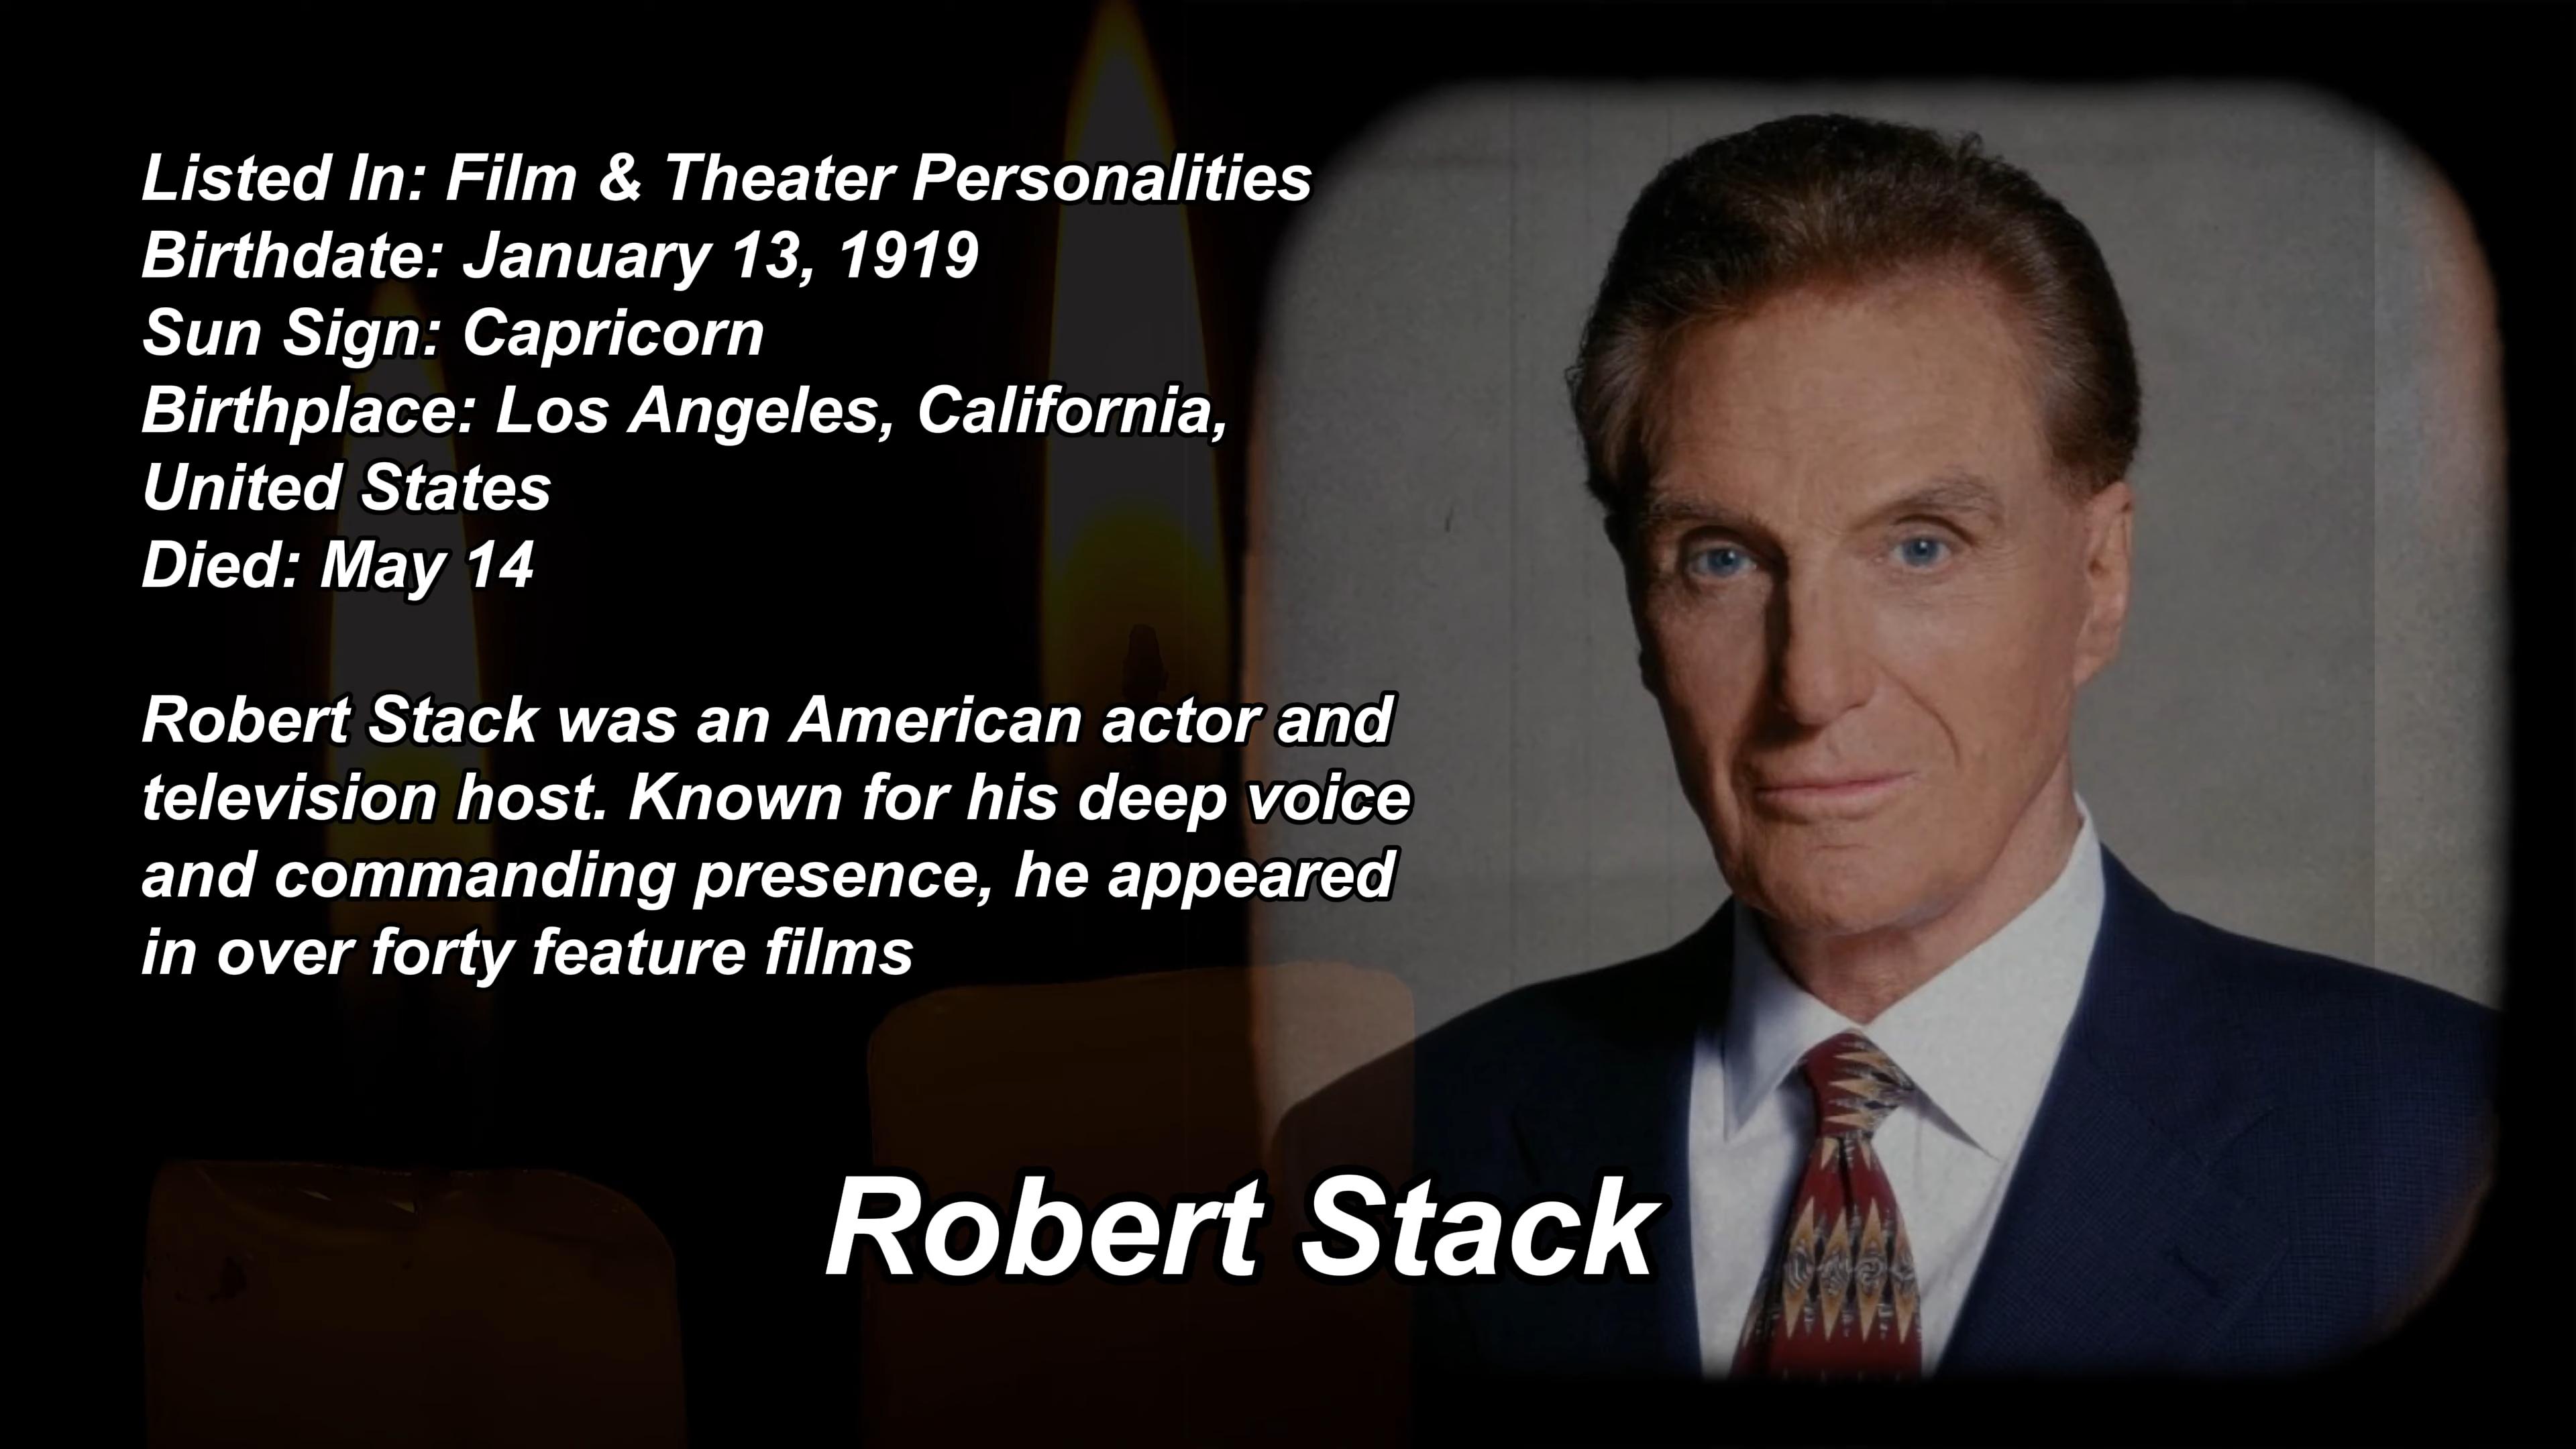 Listed In: Film & Theater Personalities
Birthdate: January 13, 1919
Sun Sign: Capricorn
Birthplace: Los Angeles, California,
United States
Died: May 14
Robert Stack was an American actor and
television host. Known for his deep voice
and commanding presence, he appeared
in over forty feature films
Robert Stack